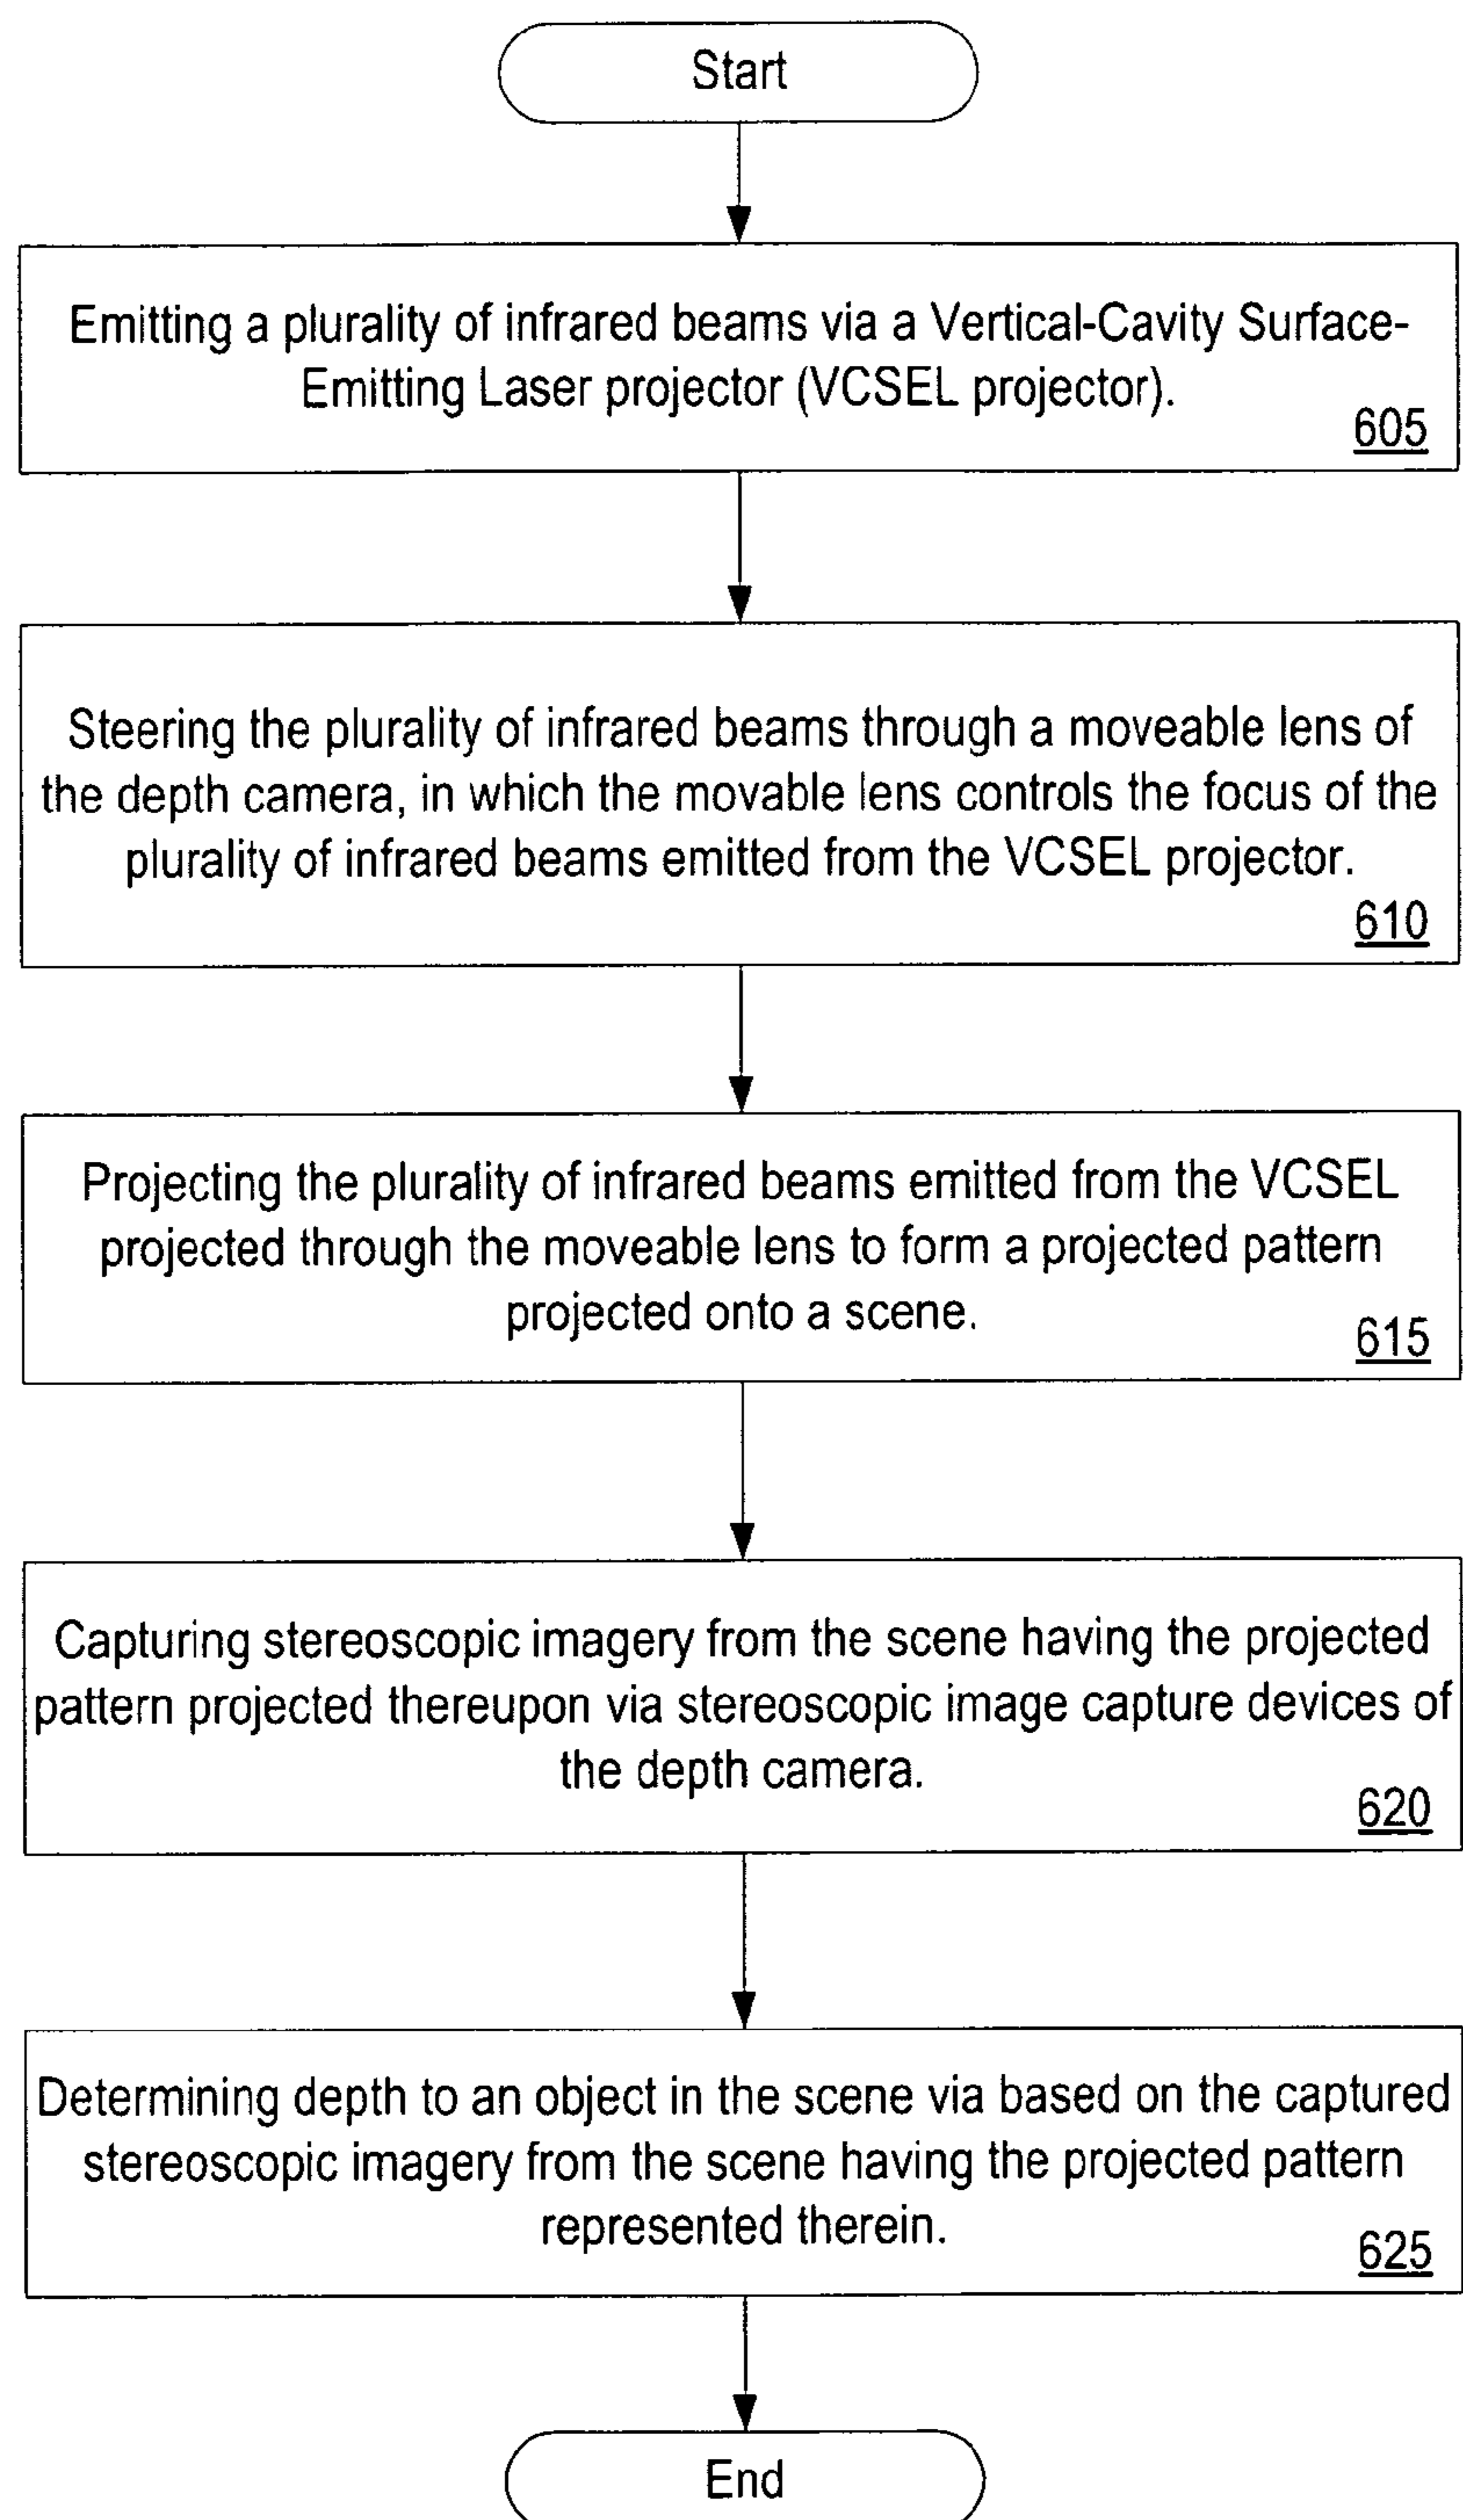 Start
Emitting a plurality of infrared beams via a Vertical-Cavity Surface-
Emitting Laser projector (VCSEL projector).
605
Steering the plurality of infrared beams through a moveable lens of
the depth camera, in which the movable lens controls the focus of the
plurality of infrared beams emitted from the VCSEL projector.
610
Projecting the plurality of infrared beams emitted from the VCSEL
projected through the moveable lens to form a projected pattern
projected onto a scene.
615
Capturing stereoscopic imagery from the scene having the projected
pattern projected thereupon via stereoscopic image capture devices of
the depth camera.
620
Determining depth to an object in the scene via based on the captured
stereoscopic imagery from the scene having the projected pattern
represented therein.
625
End